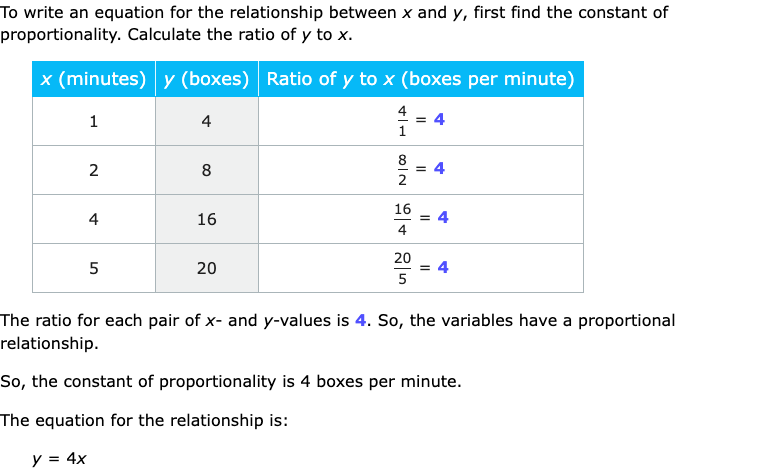 To write an equation for the relationship between x and y, first find the constant of
proportionality. Calculate the ratio of y to x.
x (minutes) y (boxes) Ratio of y to x (boxes per minute)
1 4 4/1 = 4
2 8 8/2 = 4
4 16 16/4 = 4
5 20 20/5 = 4
The ratio for each pair of x- and y-values is 4. So, the variables have a proportional
relationship.
So, the constant of proportionality is 4 boxes per minute.
The equation for the relationship is:
y = 4x